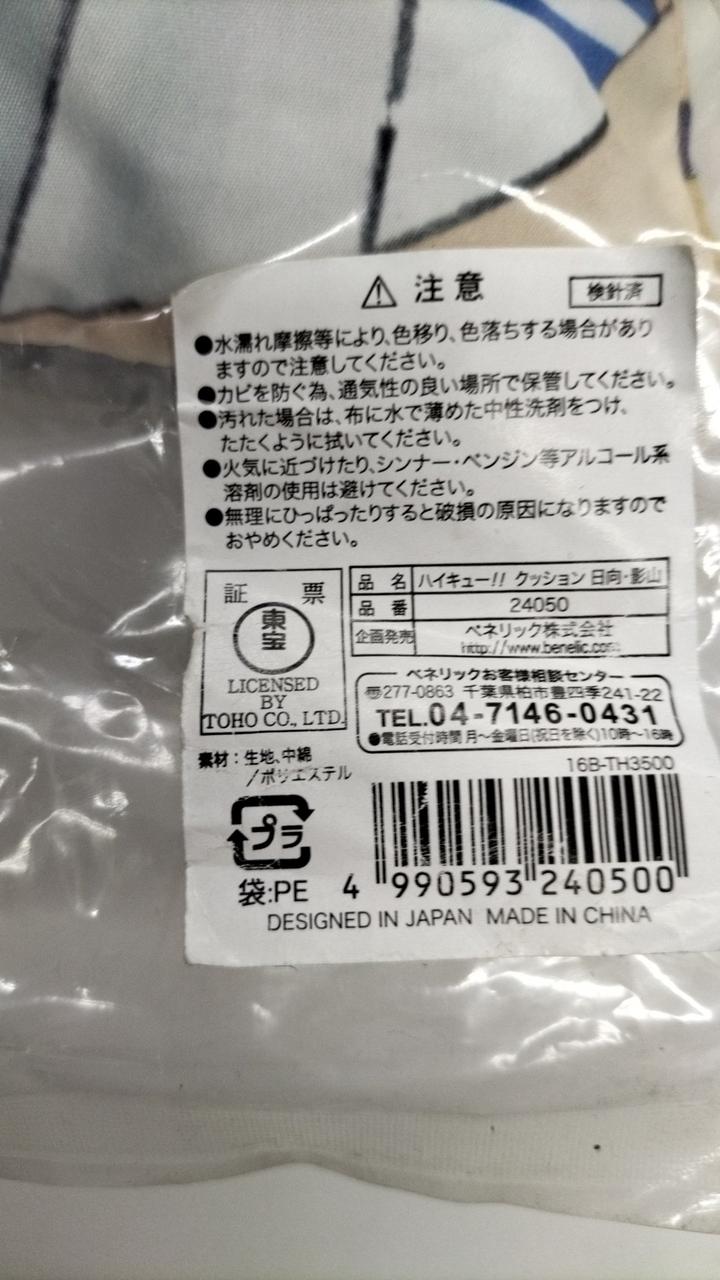 ⚠ 注意
検針済
●水濡れ摩擦等により、色移り、色落ちする場合があり
ますので注意してください。
●カビを防ぐ為、通気性の良い場所で保管してください。
●汚れた場合は、布に水で薄めた中性洗剤をつけ、
たたくように拭いてください。
●火気に近づけたり、シンナー・ベンジン等アルコール系
溶剤の使用は避けてください。
●無理にひっぱったりすると破損の原因になりますので
おやめください。
証 票
東宝
LICENSED
BY
TOHO CO., LTD.
品 名 ハイキュー!! クッション 日向・影山
品 番 24050
企画発売 ベネリック株式会社
http://www.benelic.com
ベネリックお客様相談センター
〠277-0863 千葉県柏市豊四季241-22
TEL.04-7146-0431
●電話受付時間 月～金曜日(祝日を除く)10時～16時
素材：生地、中綿
/ポリエステル
16B-TH3500
プラ
袋:PE
4 990593 240500
DESIGNED IN JAPAN MADE IN CHINA